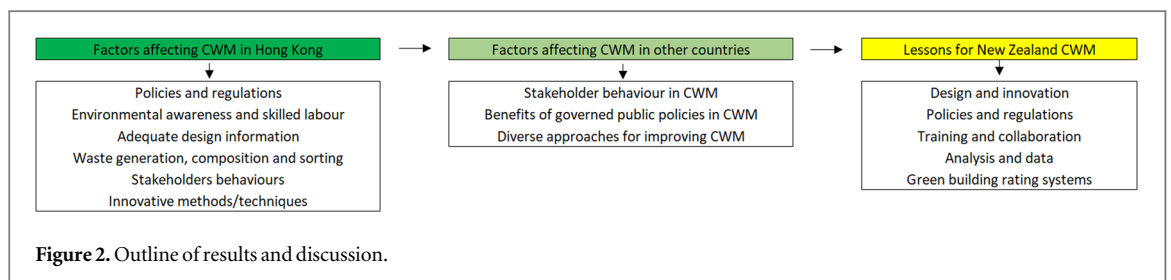 Factors affecting CWM in Hong Kong
Policies and regulations
Environmental awareness and skilled labour
Adequate design information
Waste generation, composition and sorting
Stakeholders behaviours
Innovative methods/techniques
Factors affecting CWM in other countries
Stakeholder behaviour in CWM
Benefits of governed public policies in CWM
Diverse approaches for improving CWM
Lessons for New Zealand CWM
Design and innovation
Policies and regulations
Training and collaboration
Analysis and data
Green building rating systems
Figure 2. Outline of results and discussion.